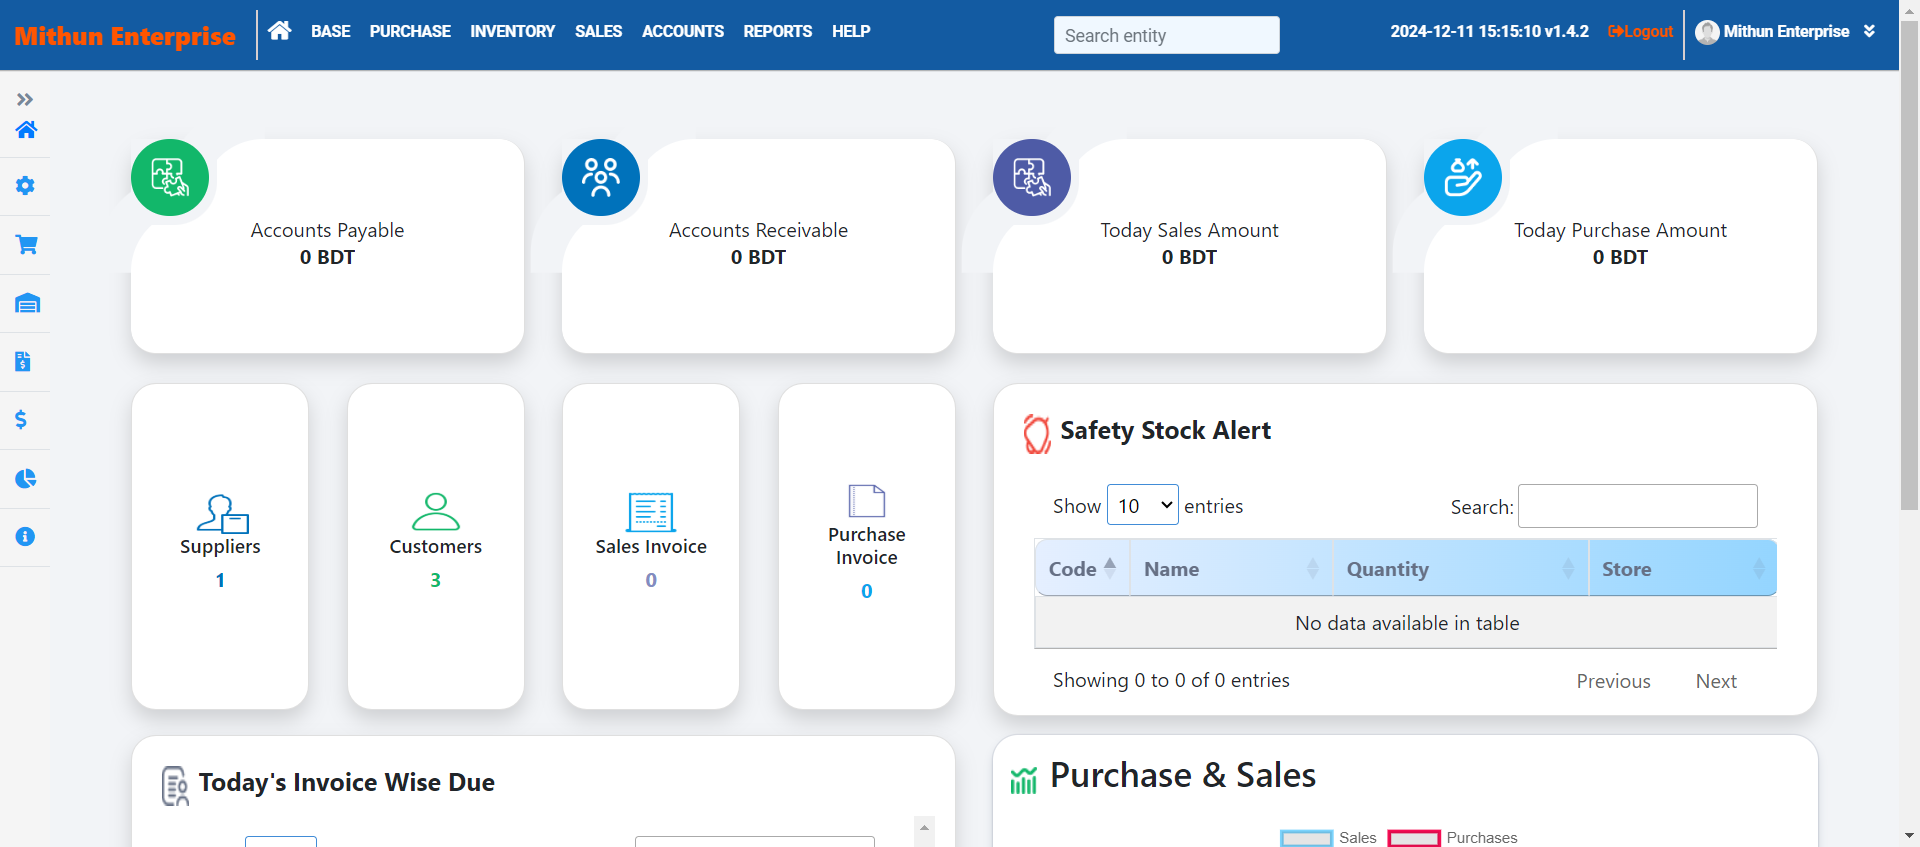 Mithun Enterprise
BASE PURCHASE INVENTORY SALES ACCOUNTS REPORTS HELP
Search entity
2024-12-11 15:15:10 v1.4.2
Logout
Mithun Enterprise
Accounts Payable
0 BDT
Accounts Receivable
0 BDT
Today Sales Amount
0 BDT
Today Purchase Amount
0 BDT
Suppliers
1
Customers
3
Sales Invoice
0
Purchase
Invoice
0
Safety Stock Alert
Show 10 entries
Search:
Code Name Quantity Store
No data available in table
Showing 0 to 0 of 0 entries
Previous Next
Today's Invoice Wise Due
Purchase & Sales
Sales Purchases